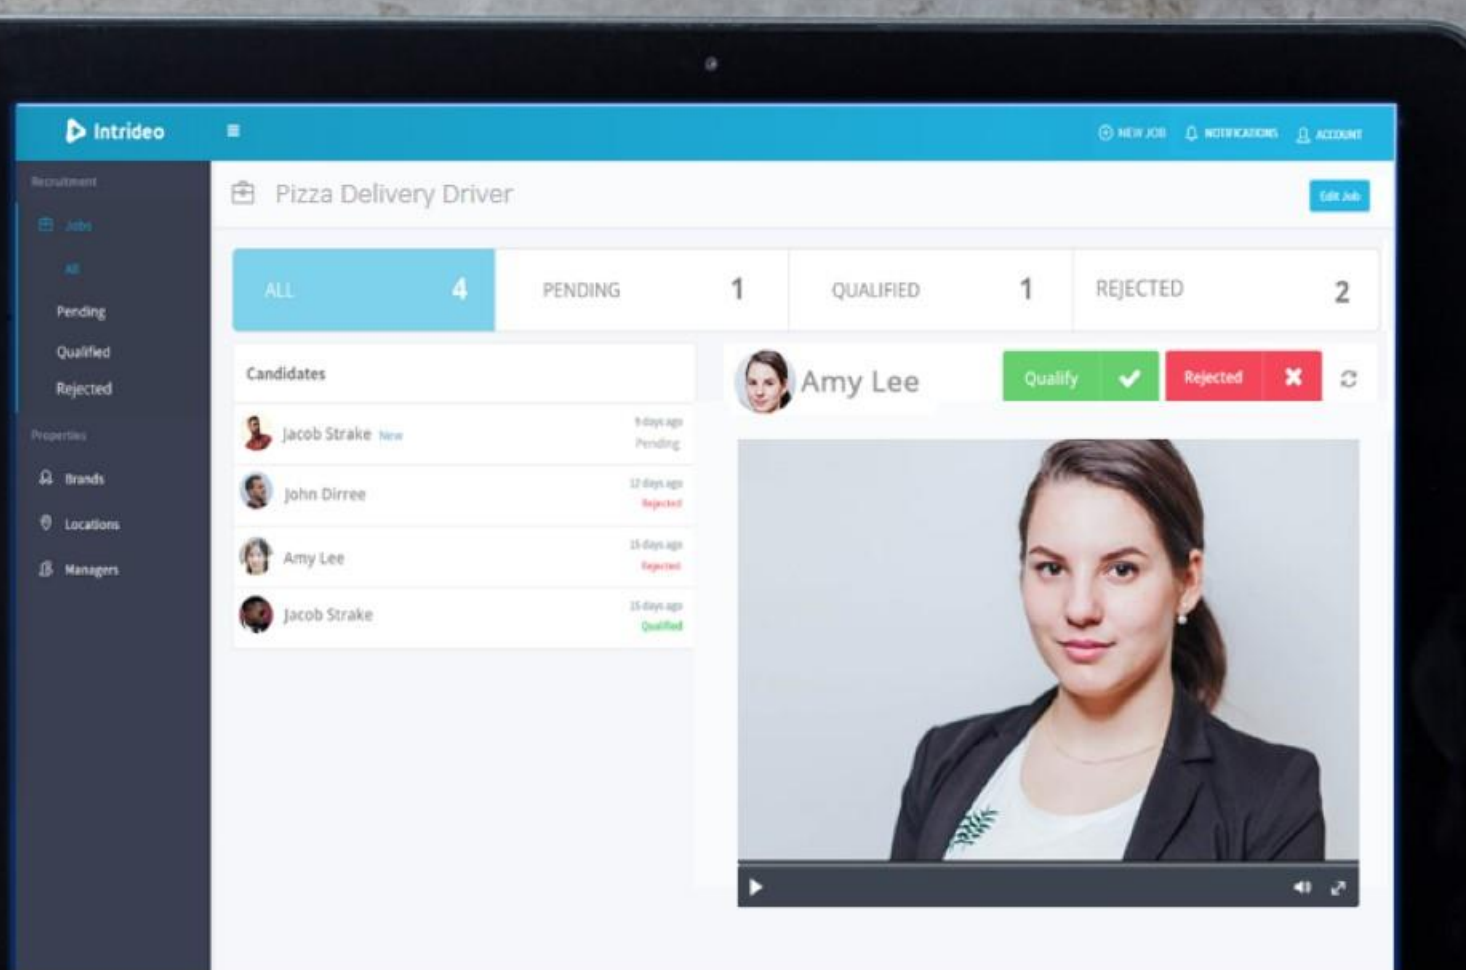 Intrideo
NEW JOB
NOTIFICATIONS
ACCOUNT
Recruitment
Jobs
All
Pending
Qualified
Rejected
Properties
Brands
Locations
Managers
Pizza Delivery Driver
Edit Job
ALL 4
PENDING 1
QUALIFIED 1
REJECTED 2
Candidates
Jacob Strake New
9 days ago
Pending
John Dirree
12 days ago
Rejected
Amy Lee
15 days ago
Rejected
Jacob Strake
15 days ago
Qualified
Amy Lee
Qualify
Rejected